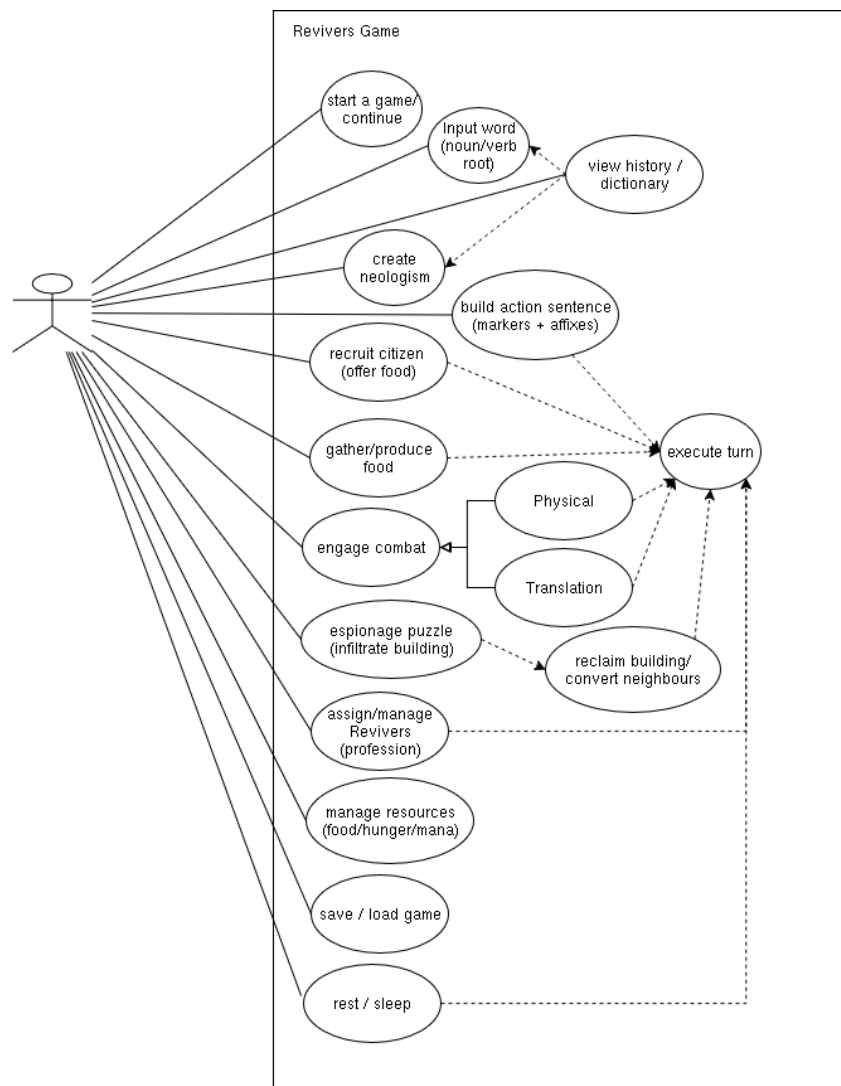 Revivers Game
start a game/
continue
Input word
(noun/verb
root)
view history /
dictionary
create
neologism
build action sentence
(markers + affixes)
recruit citizen
(offer food)
execute turn
gather/produce
food
Physical
engage combat
Translation
espionage puzzle
(infiltrate building)
reclaim building/
convert neighbours
assign/manage
Revivers
(profession)
manage resources
(food/hunger/mana)
save / load game
rest / sleep